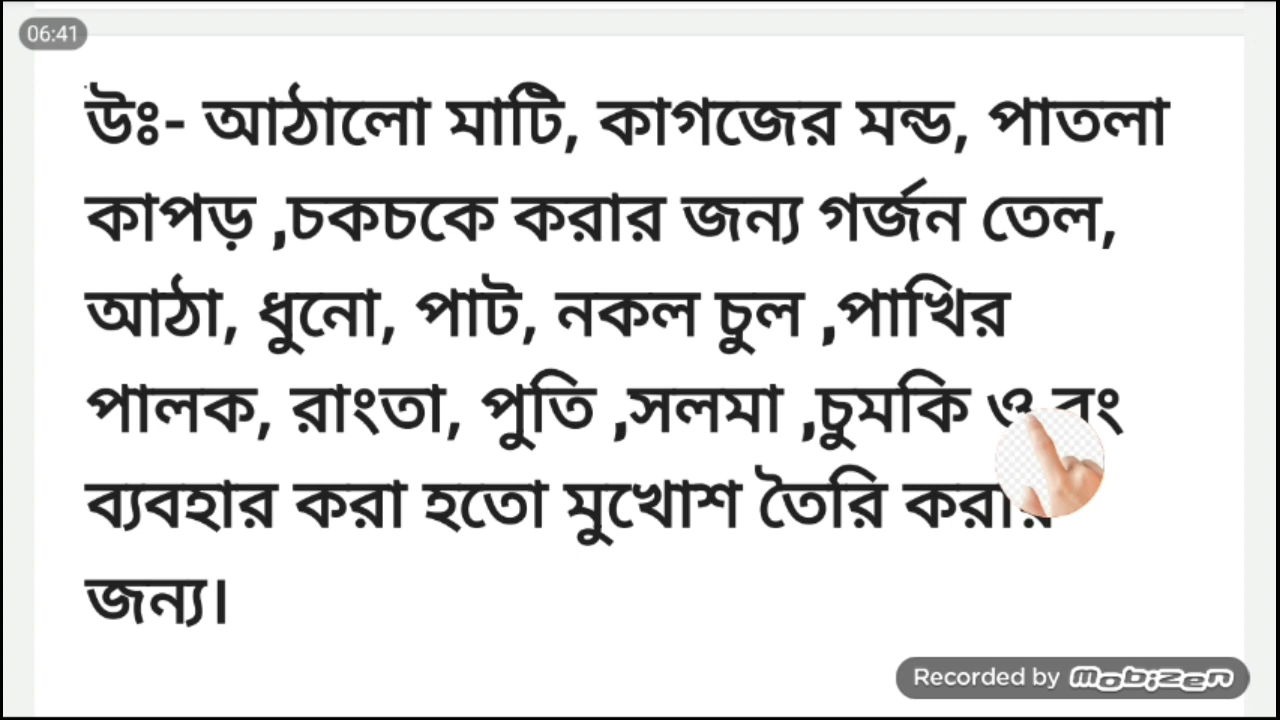 06:41
উঃ- আঠালো মাটি, কাগজের মন্ড, পাতলা
কাপড় ,চকচকে করার জন্য গর্জন তেল,
আঠা, ধুনো, পাট, নকল চুল ,পাখির
পালক, রাংতা, পুতি ,সলমা ,চুমকি ও রং
ব্যবহার করা হতো মুখোশ তৈরি করার
জন্য।
Recorded by Mobizen